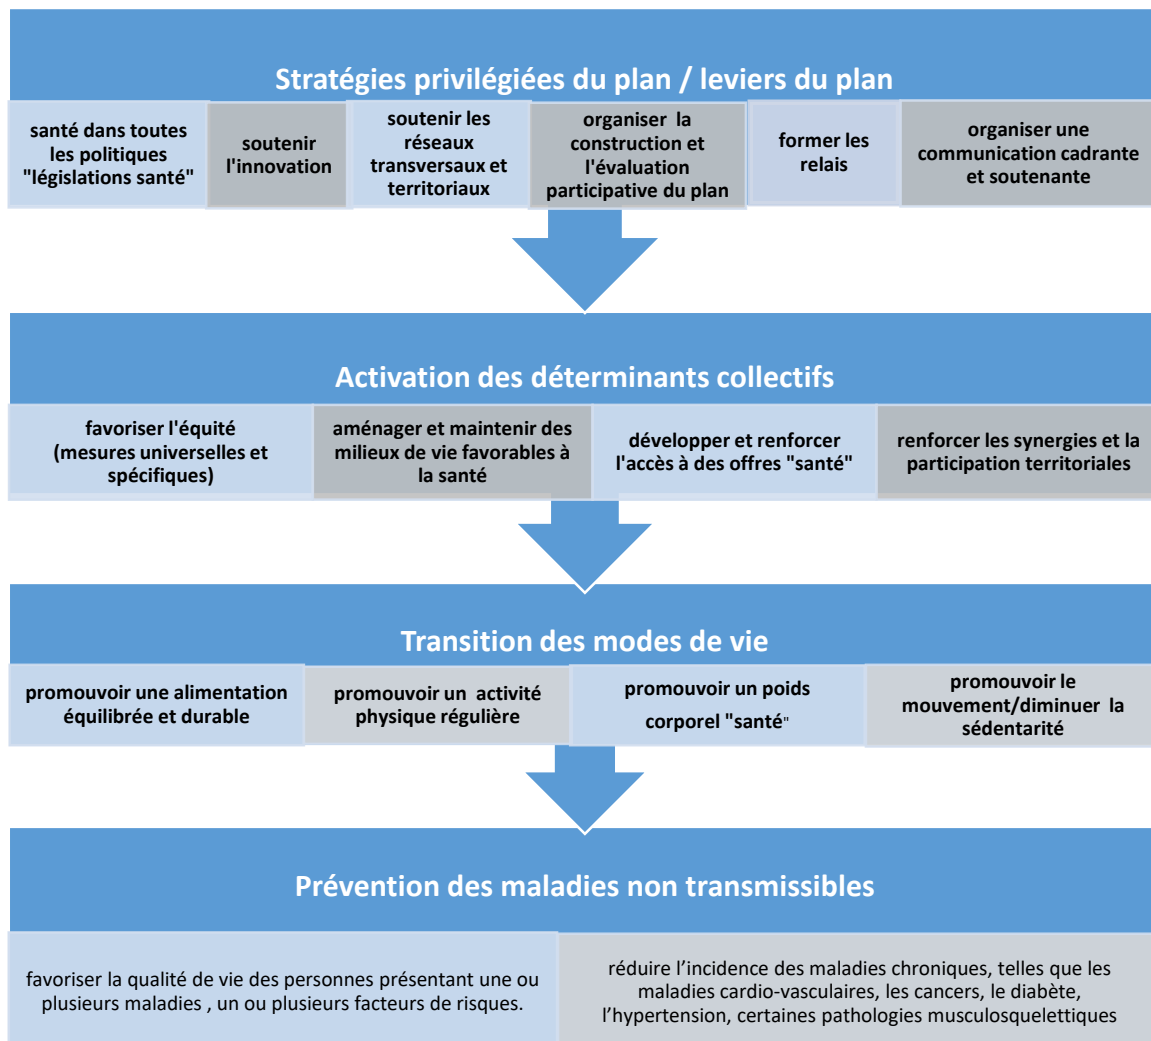 Stratégies privilégiées du plan / leviers du plan
santé dans toutes
les politiques
"législations santé"
soutenir
l'innovation
soutenir les
réseaux
transversaux et
territoriaux
organiser la
construction et
l'évaluation
participative du plan
former les
relais
organiser une
communication cadrante
et soutenante
Activation des déterminants collectifs
favoriser l'équité
(mesures universelles et
spécifiques)
aménager et maintenir des
milieux de vie favorables à
la santé
développer et renforcer
l'accès à des offres "santé"
renforcer les synergies et la
participation territoriales
Transition des modes de vie
promouvoir une alimentation
équilibrée et durable
promouvoir un activité
physique régulière
promouvoir un poids
corporel "santé"
promouvoir le
mouvement/diminuer la
sédentarité
Prévention des maladies non transmissibles
favoriser la qualité de vie des personnes présentant une ou
plusieurs maladies , un ou plusieurs facteurs de risques.
réduire l’incidence des maladies chroniques, telles que les
maladies cardio-vasculaires, les cancers, le diabète,
l’hypertension, certaines pathologies musculosquelettiques